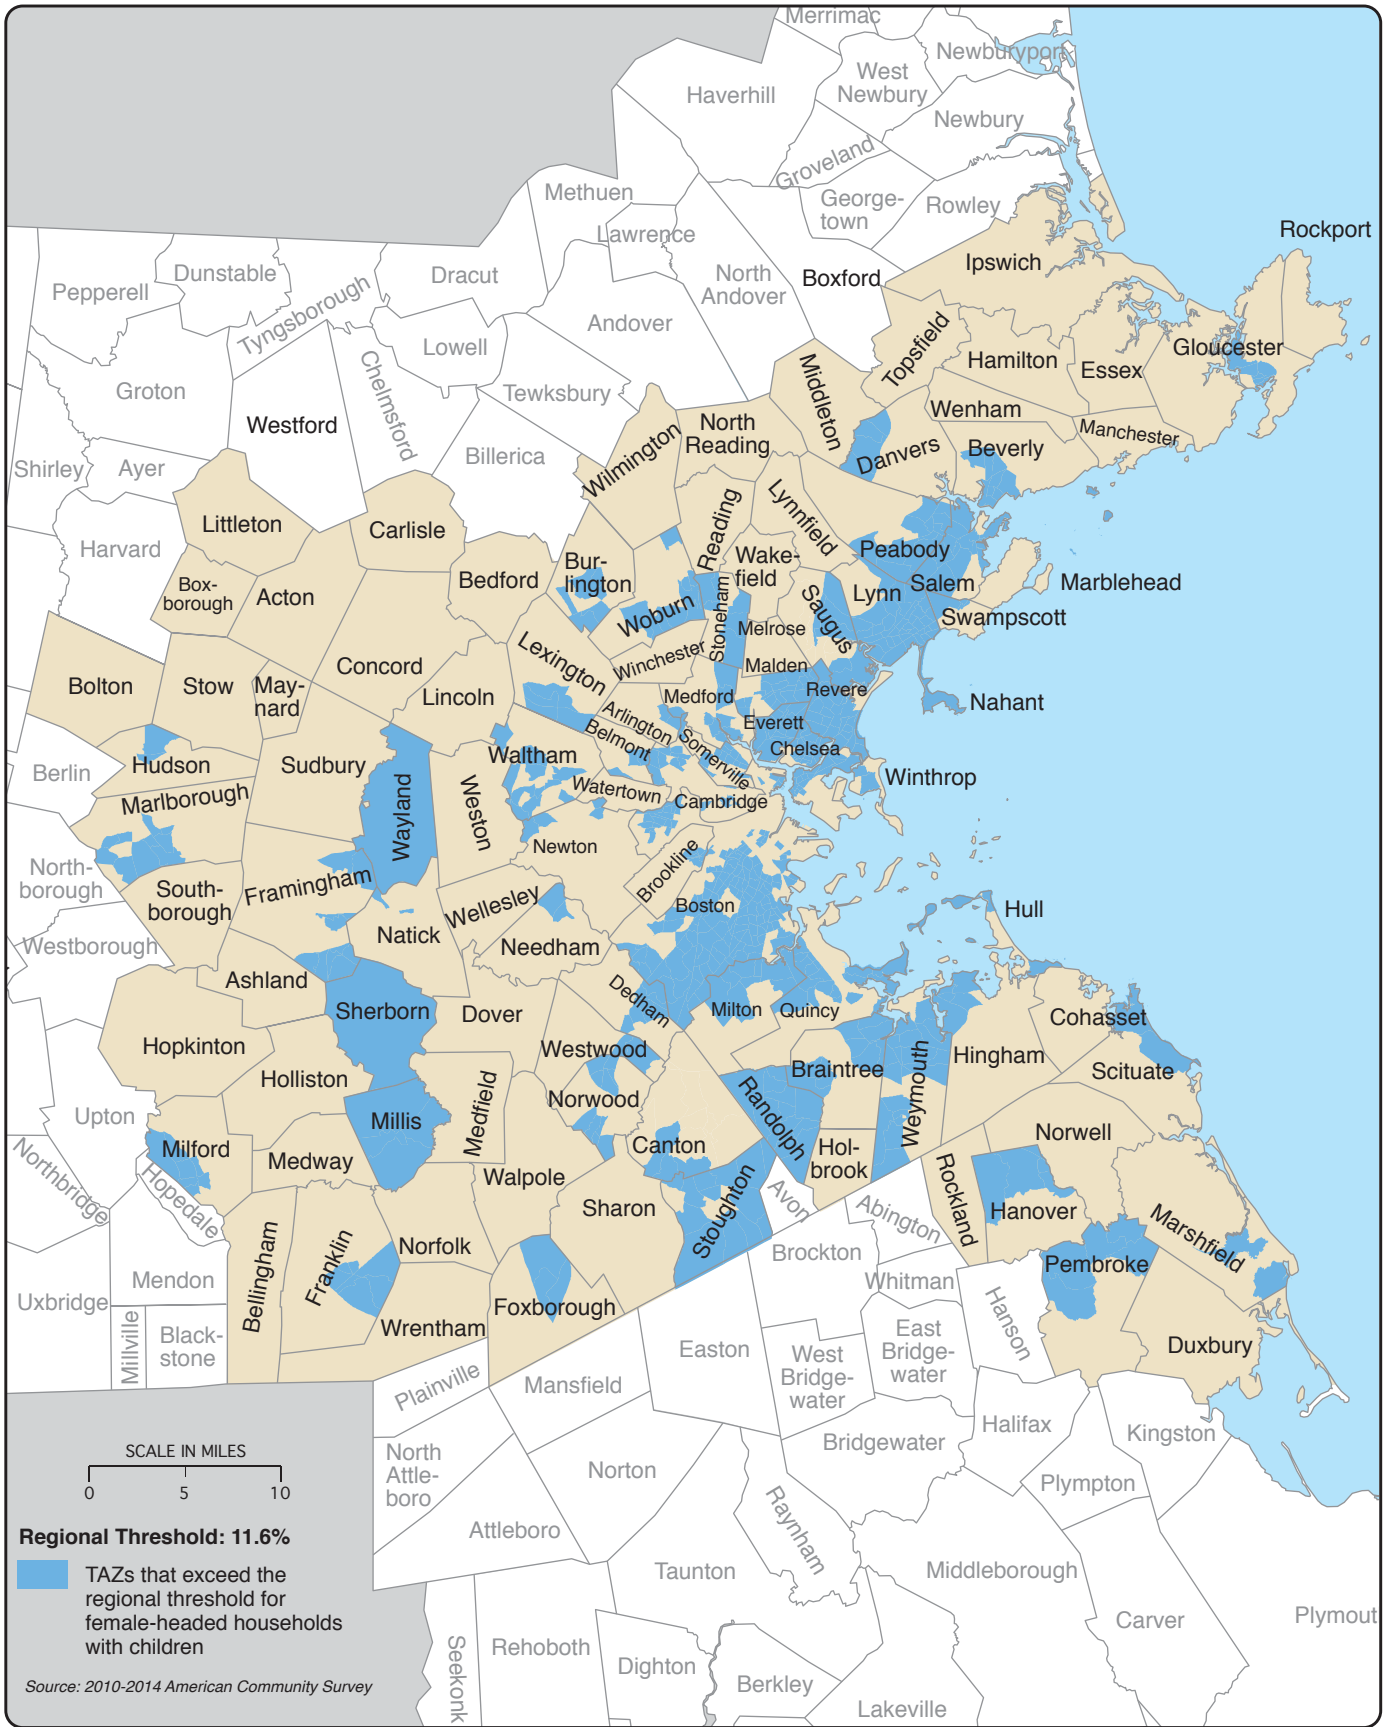 Merrimac
Newburyport
West
Newbury
Haverhill
Newbury
Groveland
Methuen
George-
town
Rowley
Lawrence
Rockport
Ipswich
Dunstable
Dracut
North
Andover
Boxford
Pepperell
Tyngsborough
Andover
Lowell
Topsfield
Gloucester
Hamilton
Essex
Groton
Chelmsford
Tewksbury
Middleton
Wenham
Westford
North
Reading
Manchester
Wilmington
Danvers
Beverly
Billerica
Shirley
Ayer
Littleton
Carlisle
Reading
Lynnfield
Harvard
Peabody
Wake-
field
Bur-
lington
Bedford
Box-
borough
Acton
Salem
Marblehead
Lynn
Woburn
Stoneham
Saugus
Swampscott
Melrose
Lexington
Winchester
Malden
Concord
Bolton
Stow
May-
nard
Lincoln
Medford
Revere
Nahant
Arlington
Everett
Belmont
Somerville
Chelsea
Waltham
Hudson
Sudbury
Berlin
Winthrop
Marlborough
Wayland
Weston
Watertown
Cambridge
Newton
North-
borough
Framingham
Brookline
South-
borough
Wellesley
Boston
Hull
Natick
Needham
Westborough
Ashland
Dedham
Sherborn
Dover
Milton
Quincy
Cohasset
Hopkinton
Westwood
Hingham
Holliston
Braintree
Weymouth
Scituate
Norwood
Medfield
Randolph
Upton
Millis
Milford
Canton
Norwell
Hol-
brook
Medway
Northbridge
Hopedale
Walpole
Sharon
Stoughton
Avon
Abington
Rockland
Hanover
Marshfield
Bellingham
Franklin
Norfolk
Brockton
Pembroke
Mendon
Whitman
Uxbridge
Foxborough
Hanson
Millville
Black-
stone
Wrentham
East
Bridge-
water
Duxbury
Easton
West
Bridge-
water
Plainville
Mansfield
Halifax
Kingston
Bridgewater
North
Attle-
boro
Norton
Plympton
Raynham
Attleboro
Taunton
Middleborough
Carver
Plymout
Seekonk
Rehoboth
Dighton
Berkley
Lakeville
SCALE IN MILES
0 5 10
Regional Threshold: 11.6%
TAZs that exceed the
regional threshold for
female-headed households
with children
Source: 2010-2014 American Community Survey